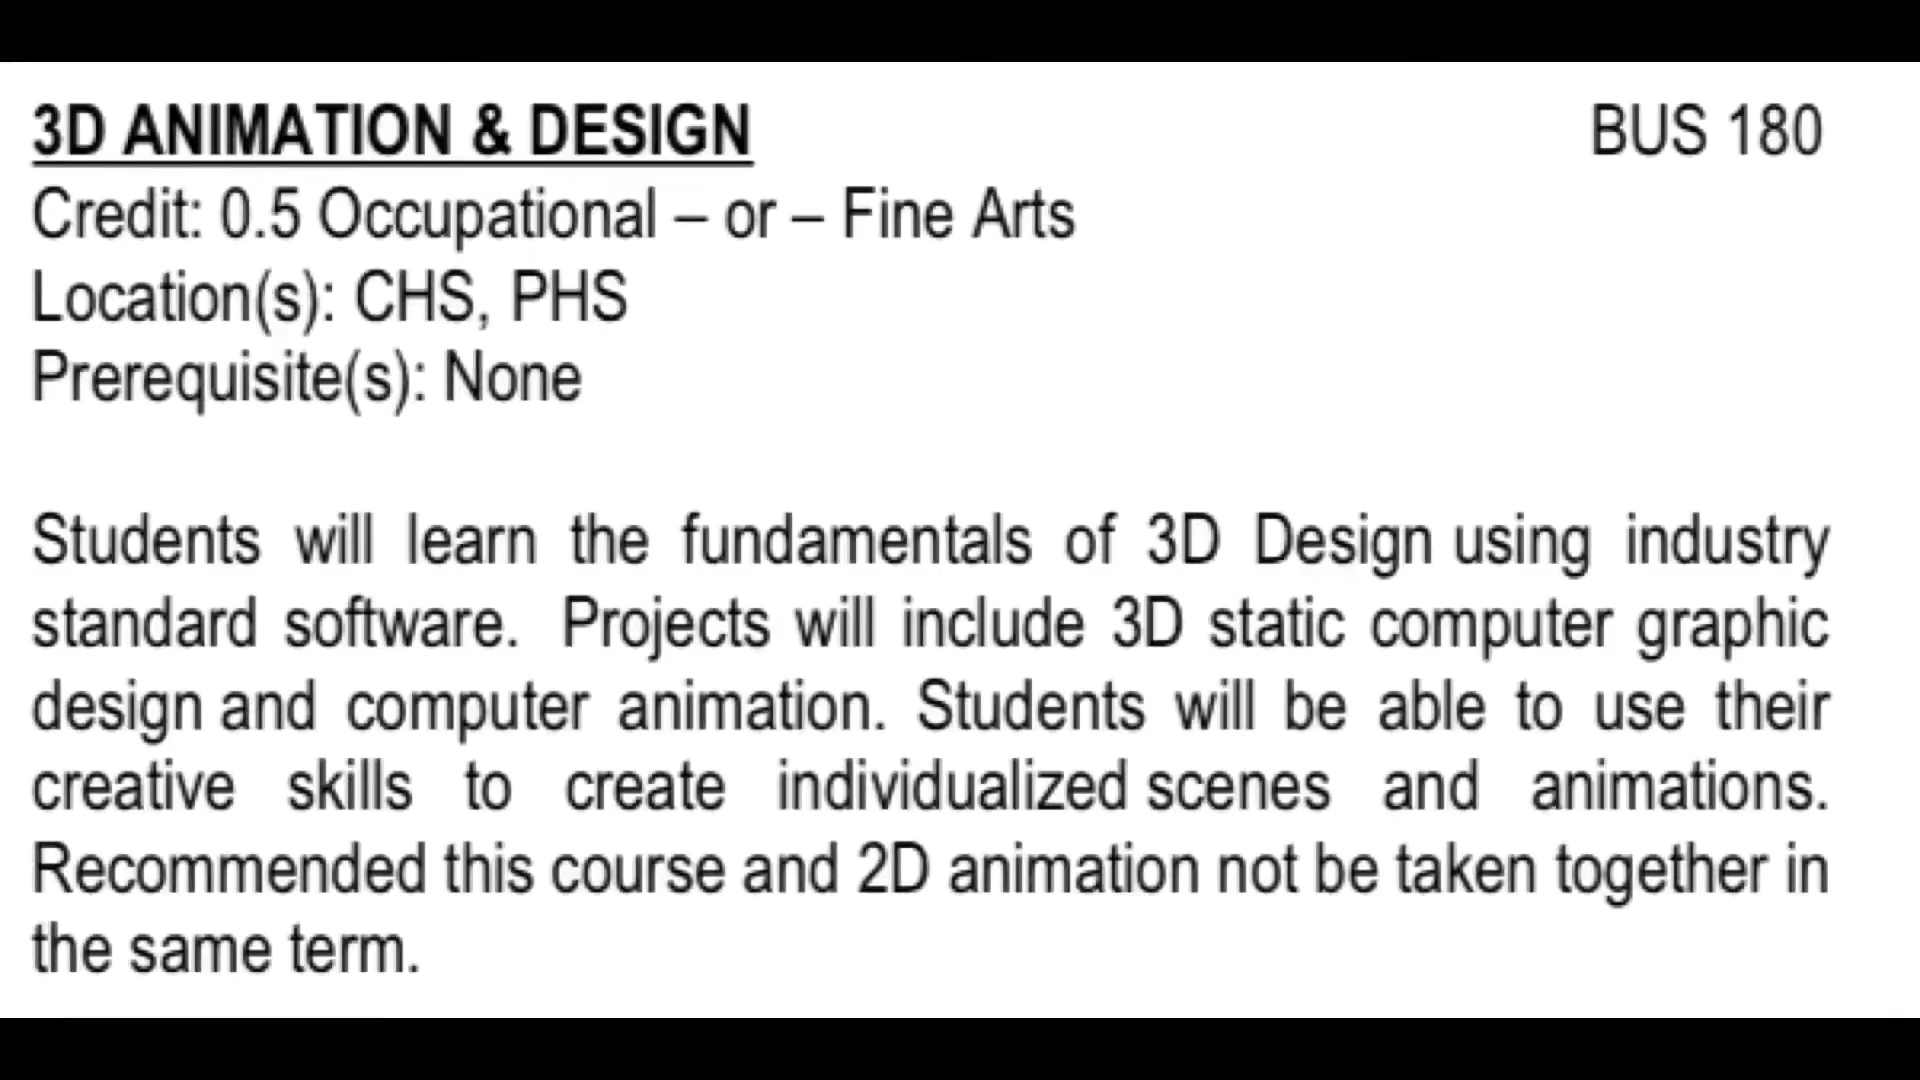 3D ANIMATION & DESIGN BUS 180
Credit: 0.5 Occupational – or – Fine Arts
Location(s): CHS, PHS
Prerequisite(s): None
Students will learn the fundamentals of 3D Design using industry
standard software. Projects will include 3D static computer graphic
design and computer animation. Students will be able to use their
creative skills to create individualized scenes and animations.
Recommended this course and 2D animation not be taken together in
the same term.